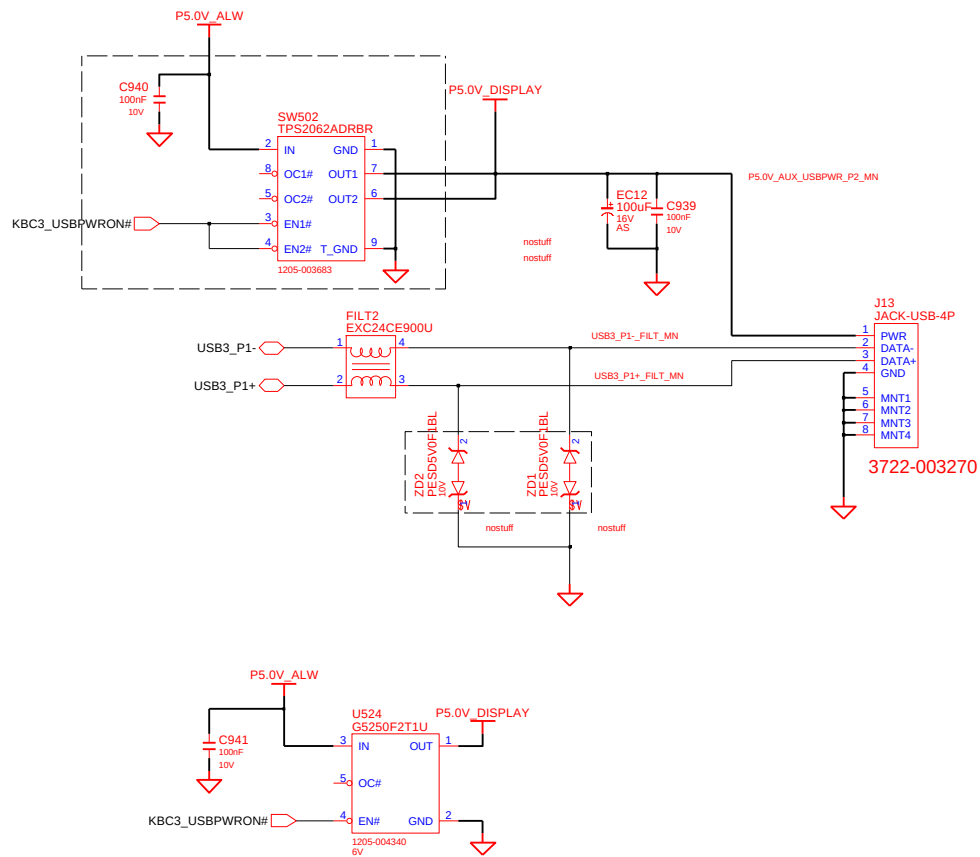 P5.0V_ALW
C940
100nF
10V
P5.0V_DISPLAY
SW502
TPS2062ADRBR
2 IN GND 1
8 OC1# OUT1 7
5 OC2# OUT2 6
3 EN1#
4 EN2# T_GND 9
1205-003683
KBC3_USBPWRON#
P5.0V_AUX_USBPWR_P2_MN
EC12
100uF
16V
AS
C939
100nF
10V
nostuff
nostuff
J13
JACK-USB-4P
1 PWR
2 DATA-
3 DATA+
4 GND
5 MNT1
6 MNT2
7 MNT3
8 MNT4
3722-003270
FILT2
EXC24CE900U
USB3_P1-
1 4
USB3_P1-_FILT_MN
USB3_P1+
2 3
USB3_P1+_FILT_MN
ZD2
PESD5V0F1BL
10V
2
ZD1
PESD5V0F1BL
10V
2
nostuff
nostuff
P5.0V_ALW
C941
100nF
10V
P5.0V_DISPLAY
U524
G5250F2T1U
3 IN OUT 1
5 OC#
4 EN# GND 2
KBC3_USBPWRON#
1205-004340
6V